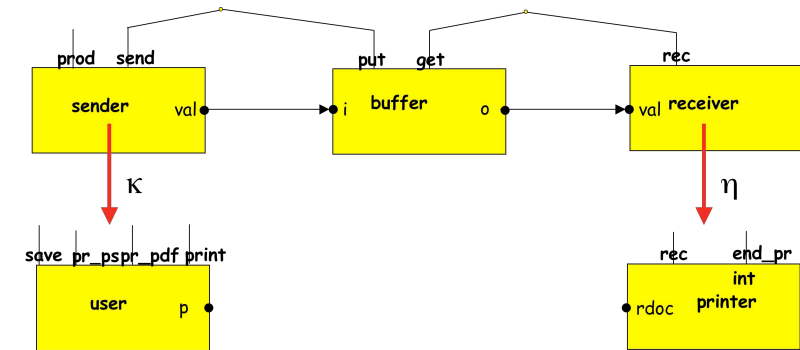 prod send
put get
rec
sender val
i buffer o
val receiver
κ
η
save pr_ps pr_pdf print
rec end_pr
int
user p
rdoc printer